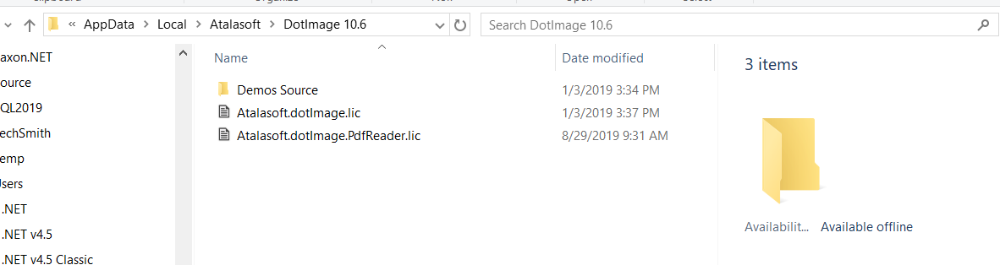 « AppData > Local > Atalasoft > DotImage 10.6
Search DotImage 10.6
axon.NET
ource
QL2019
echSmith
emp
sers
.NET
.NET v4.5
.NET v4.5 Classic
Name Date modified
Demos Source 1/3/2019 3:34 PM
Atalasoft.dotImage.lic 1/3/2019 3:37 PM
Atalasoft.dotImage.PdfReader.lic 8/29/2019 9:31 AM
3 items
Availabilit... Available offline